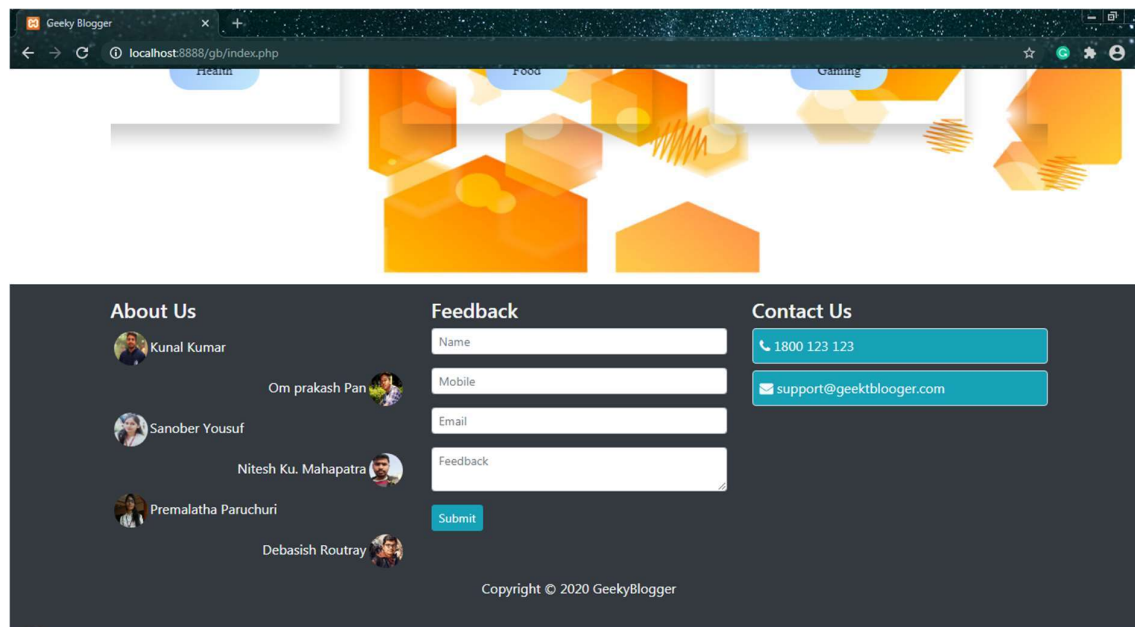 Geeky Blogger
localhost:8888/gb/index.php
Health
Food
Gaming
About Us
Kunal Kumar
Om prakash Pan
Sanober Yousuf
Nitesh Ku. Mahapatra
Premalatha Paruchuri
Debasish Routray
Feedback
Name
Mobile
Email
Feedback
Submit
Contact Us
1800 123 123
support@geektblooger.com
Copyright © 2020 GeekyBlogger